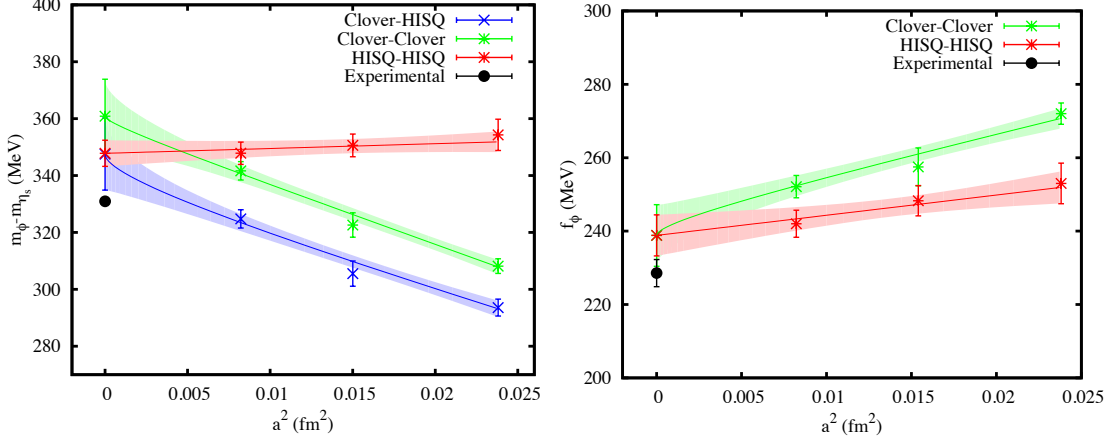 400
380
360
340
320
300
280
m_ϕ-m_ηs (MeV)
0 0.005 0.01 0.015 0.02 0.025
a² (fm²)
Clover-HISQ
Clover-Clover
HISQ-HISQ
Experimental
300
280
260
240
220
200
f_ϕ (MeV)
0 0.005 0.01 0.015 0.02 0.025
a² (fm²)
Clover-Clover
HISQ-HISQ
Experimental